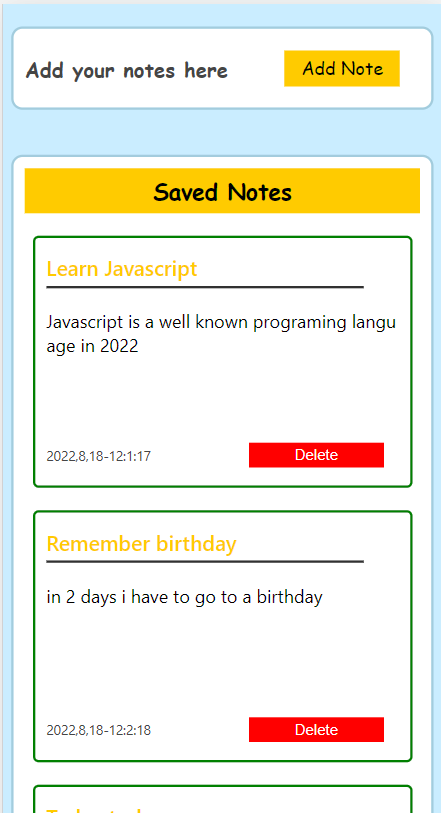 Add your notes here
Add Note
Saved Notes
Learn Javascript
Javascript is a well known programing langu
age in 2022
2022,8,18-12:1:17
Delete
Remember birthday
in 2 days i have to go to a birthday
2022,8,18-12:2:18
Delete